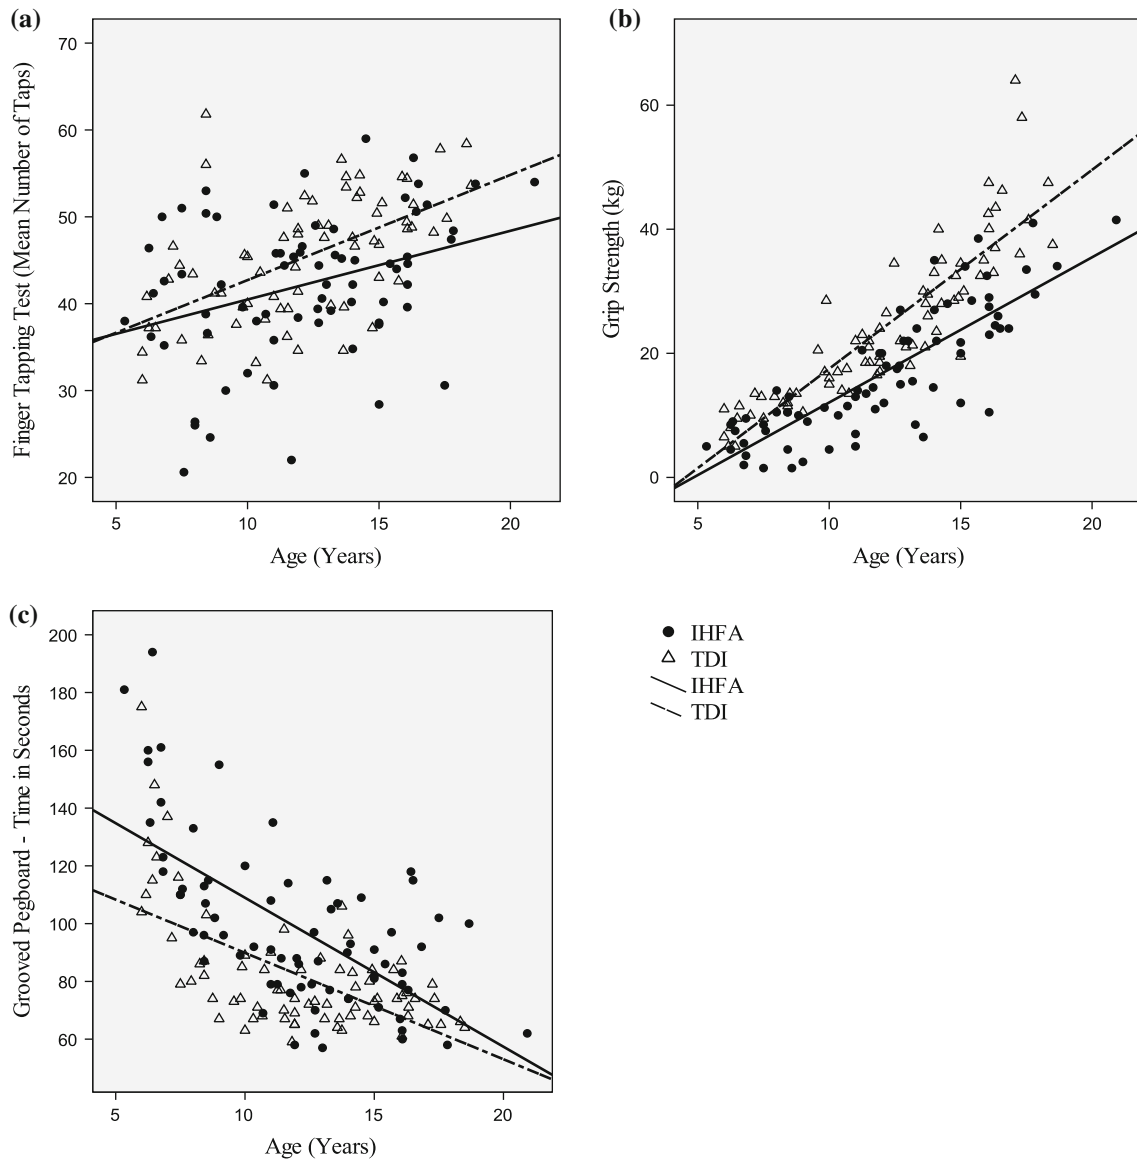 (a)
70
60
50
40
30
20
Finger Tapping Test (Mean Number of Taps)
5 10 15 20
Age (Years)
(b)
60
40
20
0
Grip Strength (kg)
5 10 15 20
Age (Years)
(c)
200
180
160
140
120
100
80
60
Grooved Pegboard - Time in Seconds
5 10 15 20
Age (Years)
IHFA
TDI
IHFA
TDI